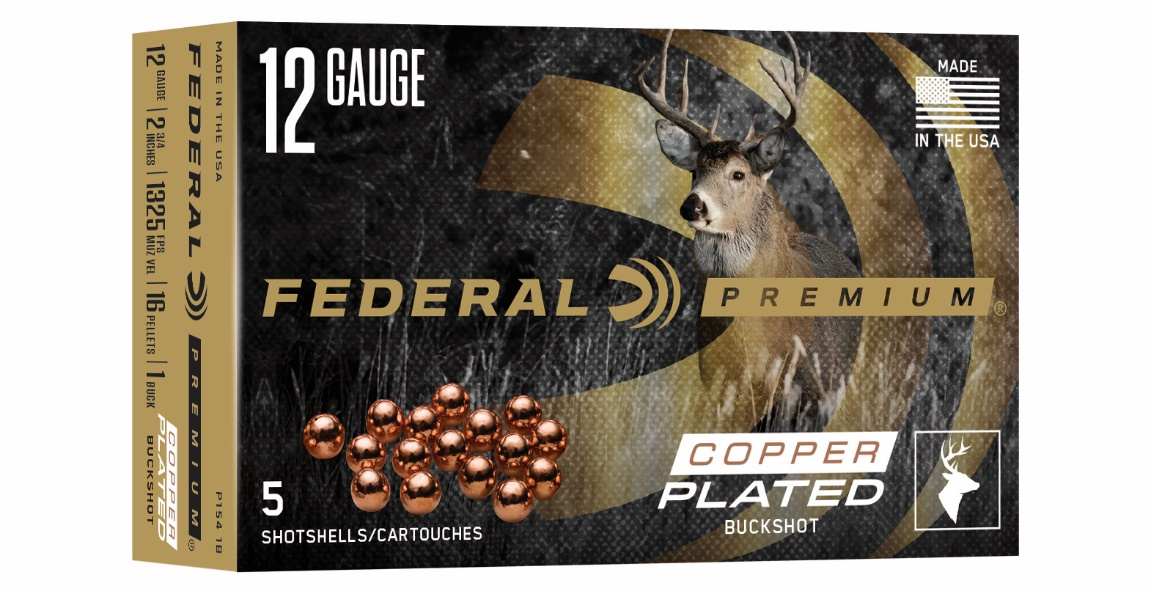 12 GAUGE
MADE
IN THE USA
FEDERAL PREMIUM®
COPPER
PLATED
BUCKSHOT
5
SHOTSHELLS/CARTOUCHES
MADE IN THE USA P154 1B
FEDERAL PREMIUM®
12 GAUGE | 2 3/4 INCHES | 1325 FPS MUZ VEL | 16 PELLETS | 1 BUCK
COPPER
PLATED
BUCKSHOT